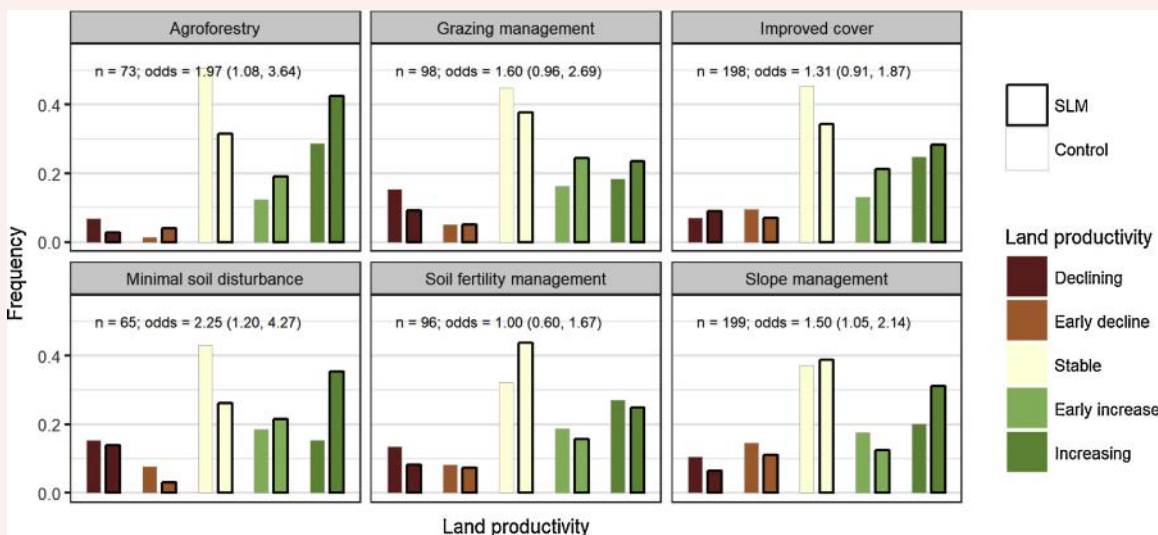 Agroforestry
Grazing management
Improved cover
n = 73; odds = 1.97 (1.08, 3.64)
n = 98; odds = 1.60 (0.96, 2.69)
n = 198; odds = 1.31 (0.91, 1.87)
0.4
0.2
0.0
Minimal soil disturbance
Soil fertility management
Slope management
n = 65; odds = 2.25 (1.20, 4.27)
n = 96; odds = 1.00 (0.60, 1.67)
n = 199; odds = 1.50 (1.05, 2.14)
0.4
0.2
0.0
Frequency
Land productivity
SLM
Control
Land productivity
Declining
Early decline
Stable
Early increase
Increasing